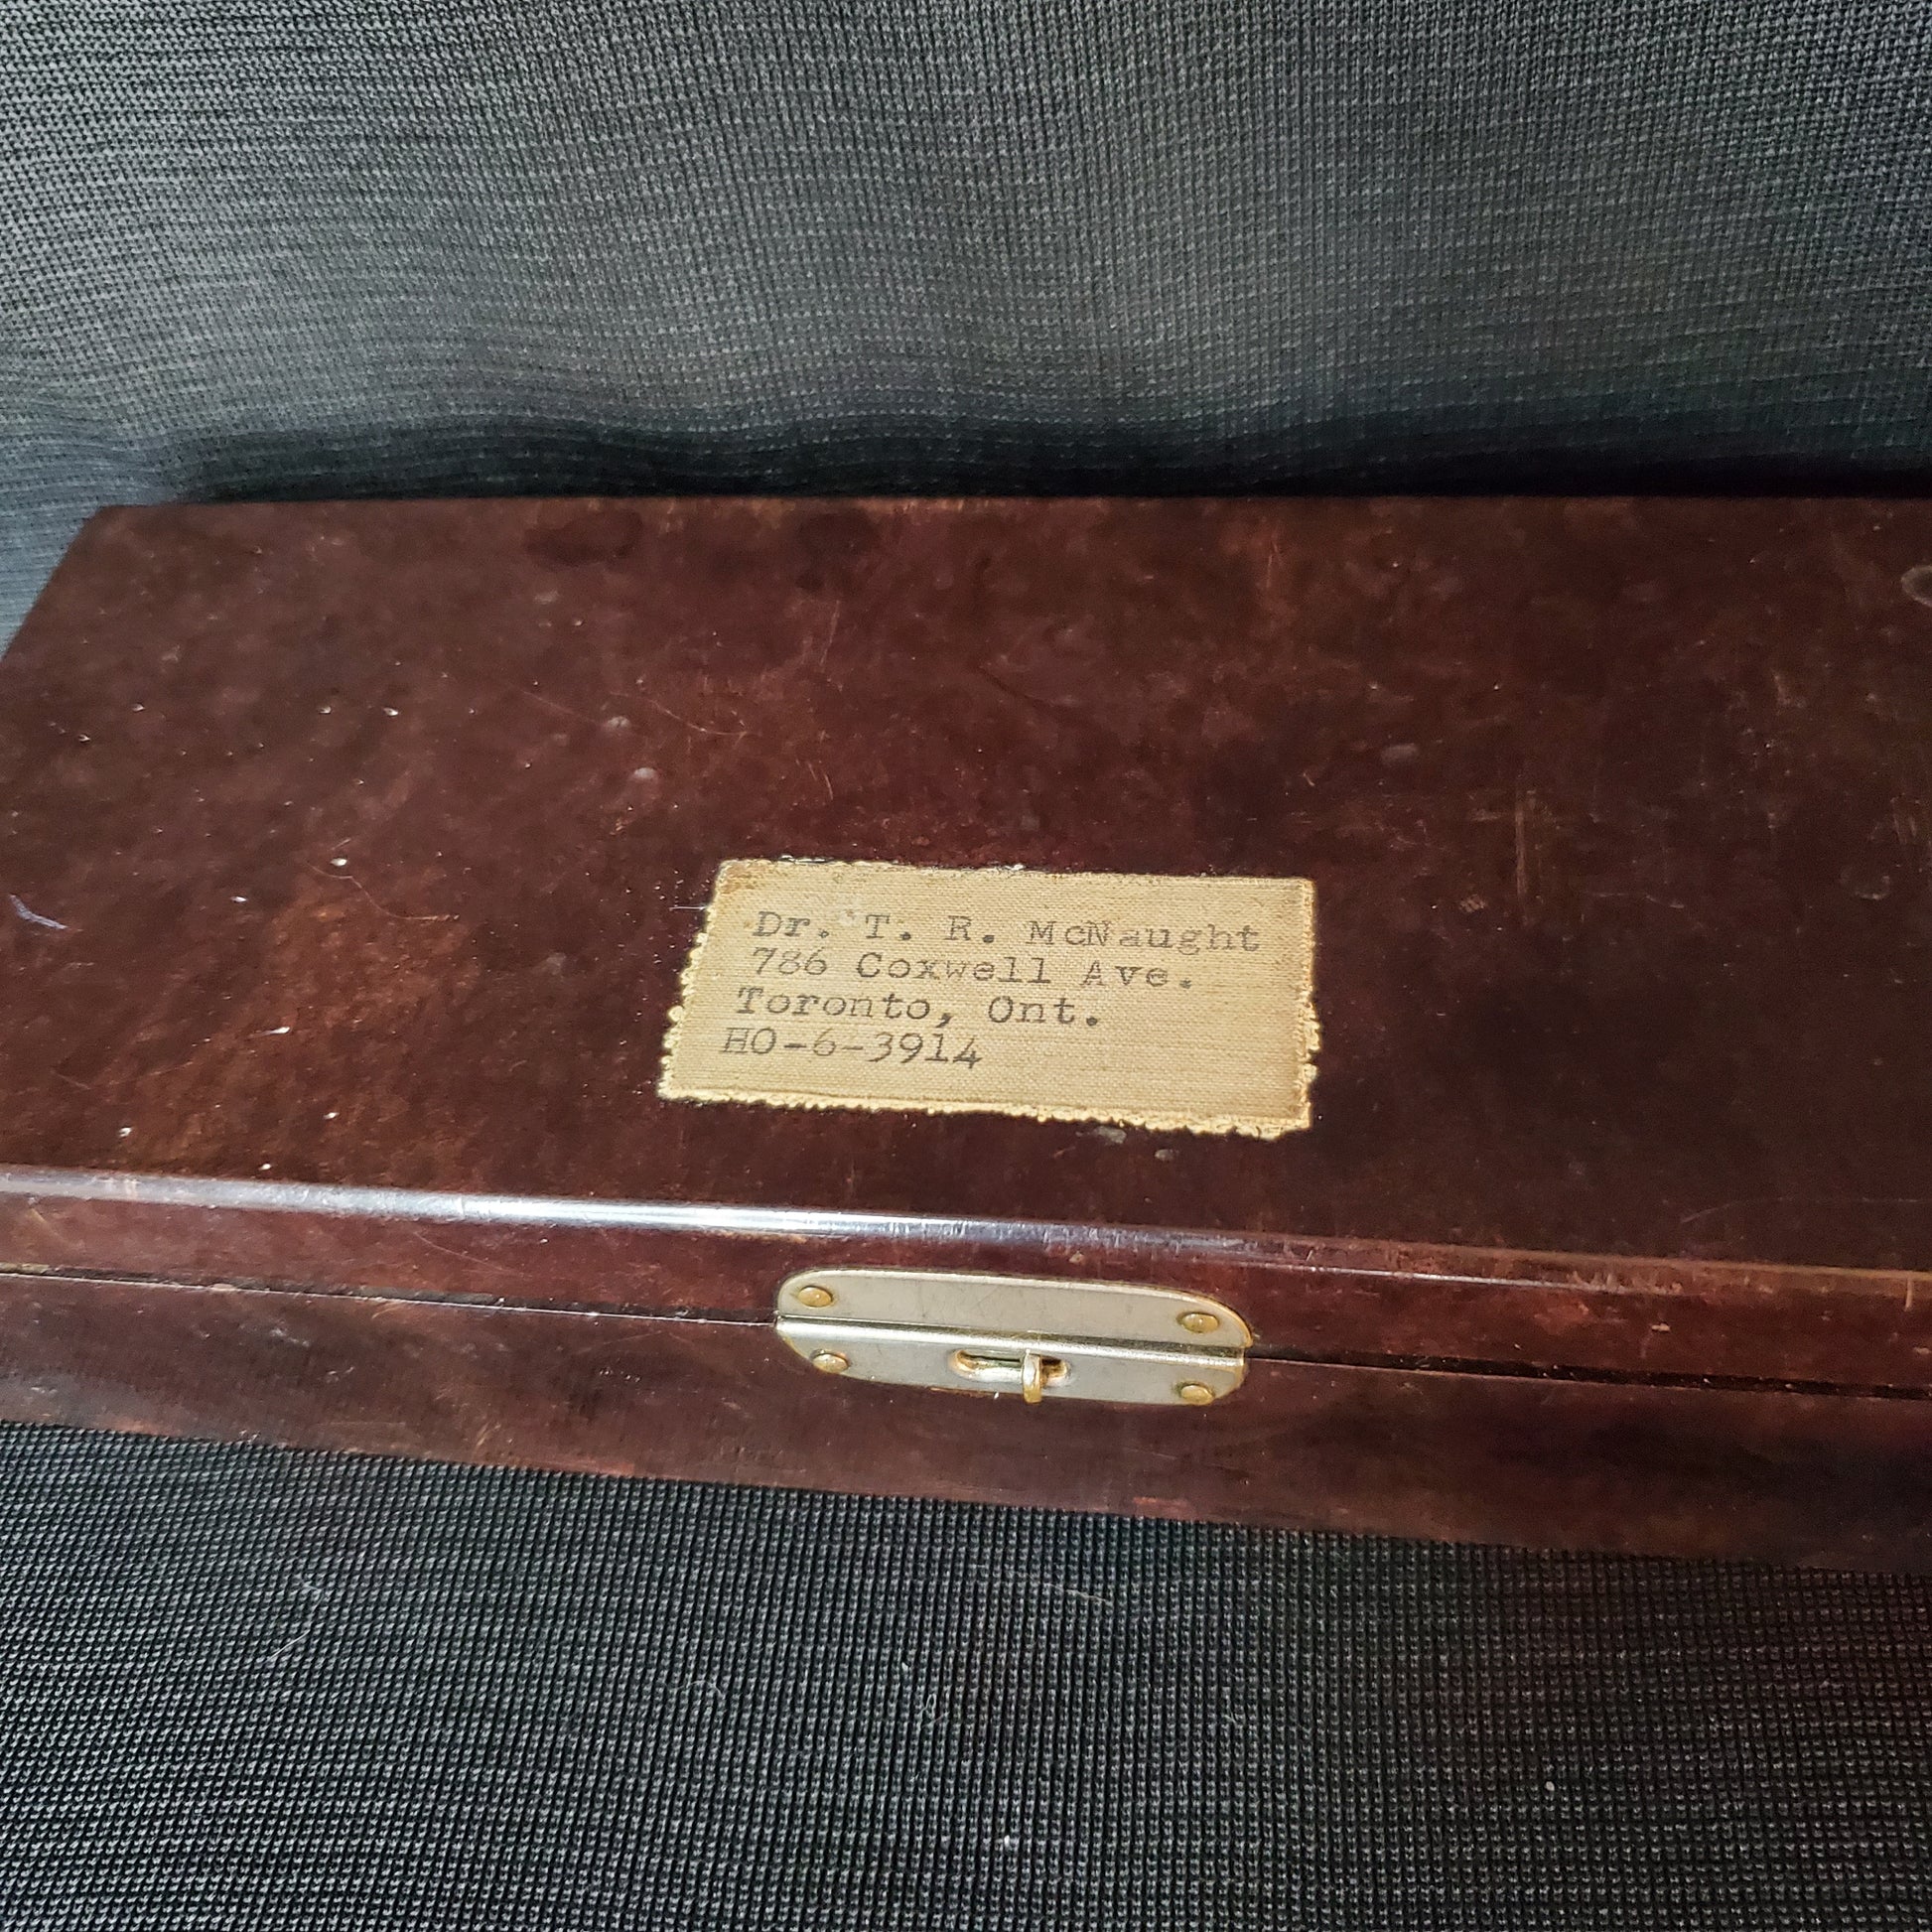 Dr. T. R. McNaught
786 Coxwell Ave.
Toronto, Ont.
HO-6-3914